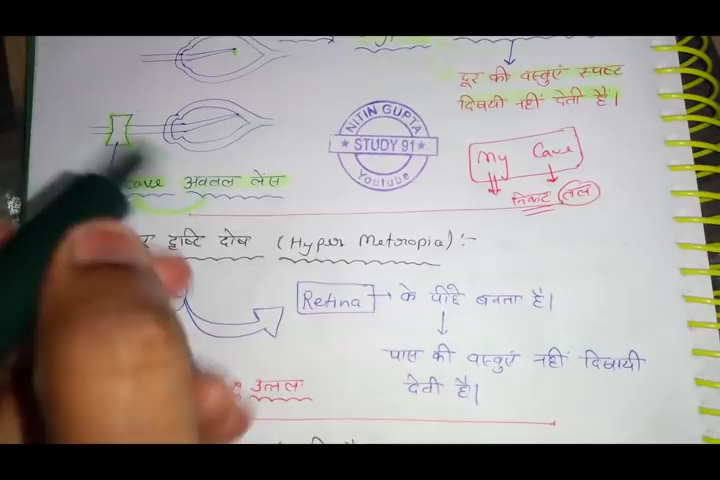 दूर की वस्तुएं स्पष्ट
दिखायी नहीं देती हैं।
NITIN GUPTA
STUDY 91
Youtube
My Cave
निकट तल
cave अवतल लेंस
दृष्टि दोष (Hyper Metropia) :-
Retina → के पीछे बनता है।
पास की वस्तुएं नहीं दिखायी
देती है।
उत्तल